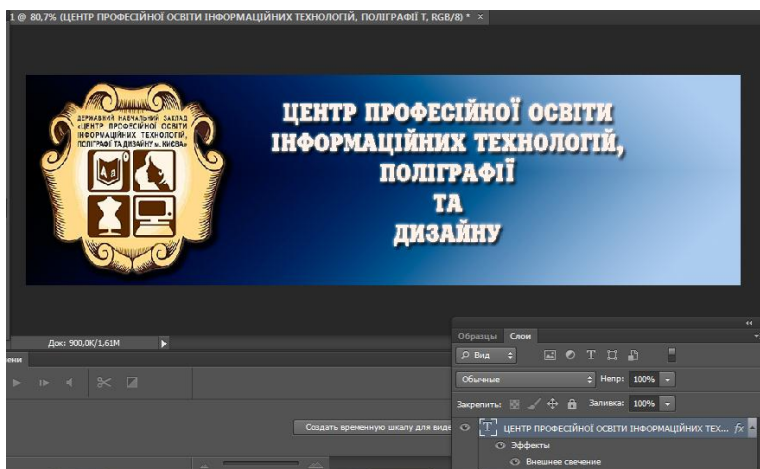 1 @ 80,7% (ЦЕНТР ПРОФЕСІЙНОЇ ОСВІТИ ІНФОРМАЦІЙНИХ ТЕХНОЛОГІЙ, ПОЛІГРАФІЇ Т, RGB/8) * ×
ДЕРЖАВНИЙ НАВЧАЛЬНИЙ ЗАКЛАД
«ЦЕНТР ПРОФЕСІЙНОЇ ОСВІТИ
ІНФОРМАЦІЙНИХ ТЕХНОЛОГІЙ,
ПОЛІГРАФІЇ ТА ДИЗАЙНУ м. КИЄВА»
ЦЕНТР ПРОФЕСІЙНОЇ ОСВІТИ
ІНФОРМАЦІЙНИХ ТЕХНОЛОГІЙ,
ПОЛІГРАФІЇ
ТА
ДИЗАЙНУ
Док: 900,0K/1,61M
ени
Создать временную шкалу для виде
Образцы Слои
Вид
Обычные Непр: 100%
Закрепить: Заливка: 100%
T ЦЕНТР ПРОФЕСІЙНОЇ ОСВІТИ ІНФОРМАЦІЙНИХ ТЕХ... fx
Эффекты
Внешнее свечение